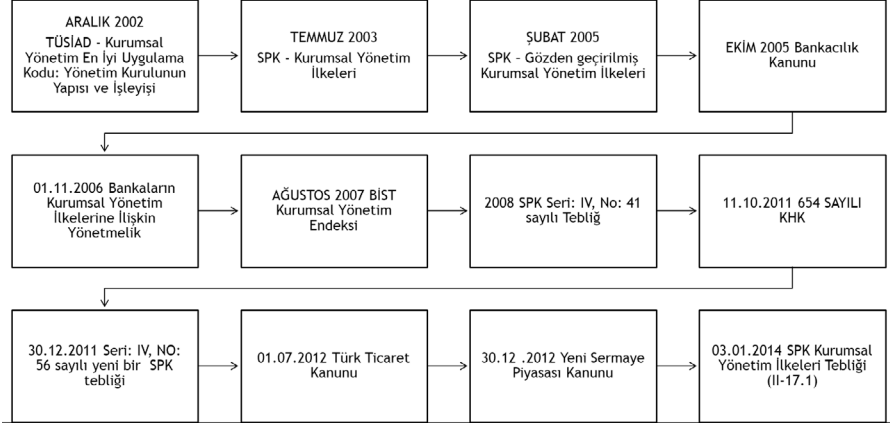 ARALIK 2002
TÜSİAD - Kurumsal
Yönetim En İyi Uygulama
Kodu: Yönetim Kurulunun
Yapısı ve İşleyişi
TEMMUZ 2003
SPK - Kurumsal Yönetim
İlkeleri
ŞUBAT 2005
SPK – Gözden geçirilmiş
Kurumsal Yönetim İlkeleri
EKİM 2005 Bankacılık
Kanunu
01.11.2006 Bankaların
Kurumsal Yönetim
İlkelerine İlişkin
Yönetmelik
AĞUSTOS 2007 BİST
Kurumsal Yönetim
Endeksi
2008 SPK Seri: IV, No: 41
sayılı Tebliğ
11.10.2011 654 SAYILI
KHK
30.12.2011 Seri: IV, NO:
56 sayılı yeni bir SPK
tebliği
01.07.2012 Türk Ticaret
Kanunu
30.12 .2012 Yeni Sermaye
Piyasası Kanunu
03.01.2014 SPK Kurumsal
Yönetim İlkeleri Tebliği
(II-17.1)